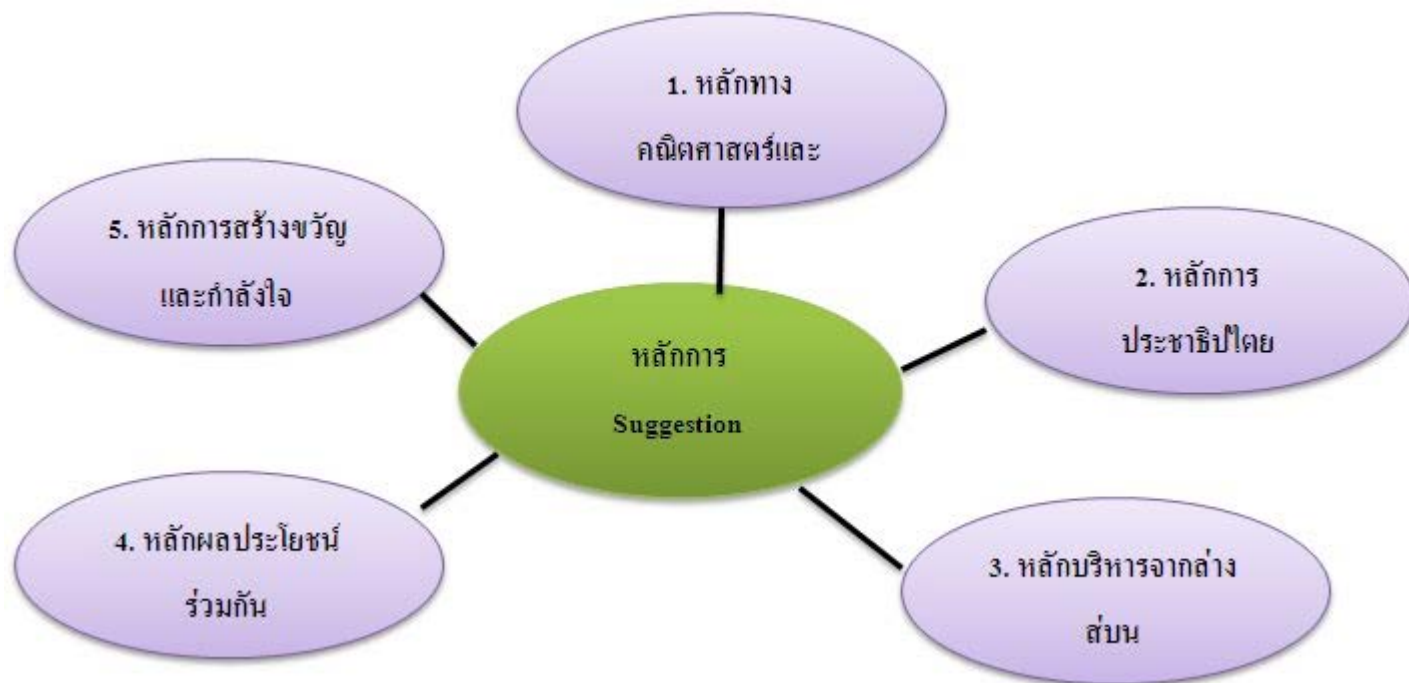 1. หลักทาง
คณิตศาสตร์และ
5. หลักการสร้างขวัญ
และกำลังใจ
2. หลักการ
ประชาธิปไตย
หลักการ
Suggestion
4. หลักผลประโยชน์
ร่วมกัน
3. หลักบริหารจากล่าง
ส่บน